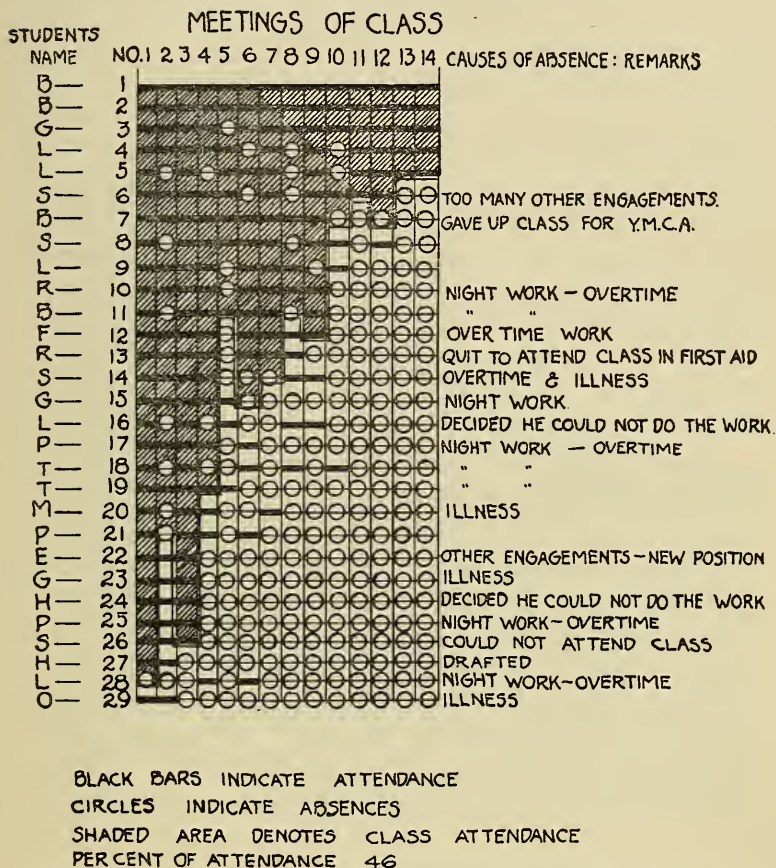 MEETINGS OF CLASS
STUDENTS NAME NO. 1 2 3 4 5 6 7 8 9 10 11 12 13 14 CAUSES OF ABSENCE: REMARKS
B— 1
B— 2
G— 3
L— 4
L— 5
S— 6 TOO MANY OTHER ENGAGEMENTS.
B— 7 GAVE UP CLASS FOR Y.M.C.A.
S— 8
L— 9
R— 10 NIGHT WORK — OVERTIME
B— 11 " "
F— 12 OVER TIME WORK
R— 13 QUIT TO ATTEND CLASS IN FIRST AID
S— 14 OVERTIME & ILLNESS
G— 15 NIGHT WORK.
L— 16 DECIDED HE COULD NOT DO THE WORK.
P— 17 NIGHT WORK — OVERTIME
T— 18 " "
T— 19 " "
M— 20 ILLNESS
P— 21
E— 22 OTHER ENGAGEMENTS—NEW POSITION
G— 23 ILLNESS
H— 24 DECIDED HE COULD NOT DO THE WORK
P— 25 NIGHT WORK—OVERTIME
S— 26 COULD NOT ATTEND CLASS
H— 27 DRAFTED
L— 28 NIGHT WORK—OVERTIME
O— 29 ILLNESS
BLACK BARS INDICATE ATTENDANCE
CIRCLES INDICATE ABSENCES
SHADED AREA DENOTES CLASS ATTENDANCE
PER CENT OF ATTENDANCE 46